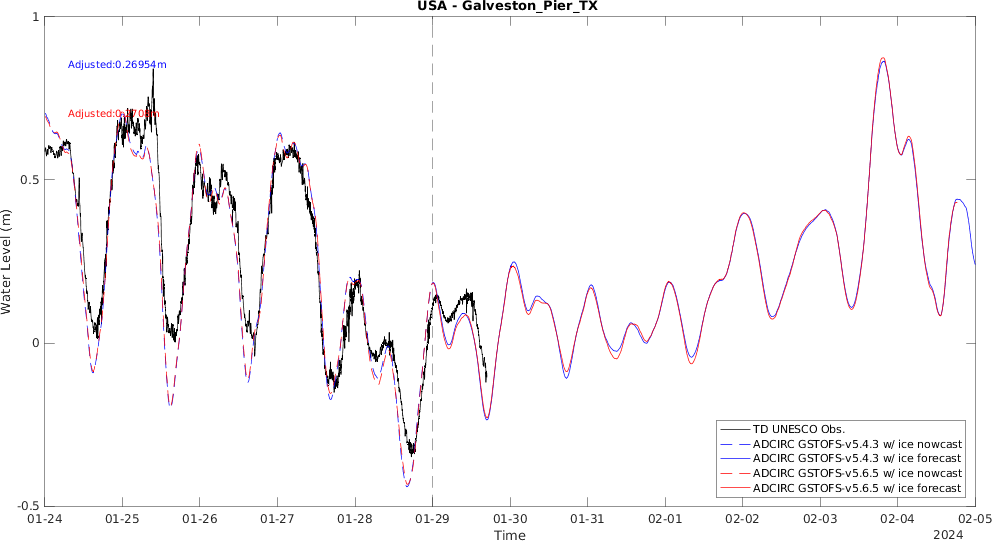 USA - Galveston_Pier_TX
1
Adjusted:0.26954m
0.5
Water Level (m)
0
TD UNESCO Obs.
ADCIRC GSTOFS-v5.4.3 w/ ice nowcast
ADCIRC GSTOFS-v5.4.3 w/ ice forecast
ADCIRC GSTOFS-v5.6.5 w/ ice nowcast
ADCIRC GSTOFS-v5.6.5 w/ ice forecast
-0.5
01-24 01-25 01-26 01-27 01-28 01-29 01-30 01-31 02-01 02-02 02-03 02-04 02-05
Time
2024